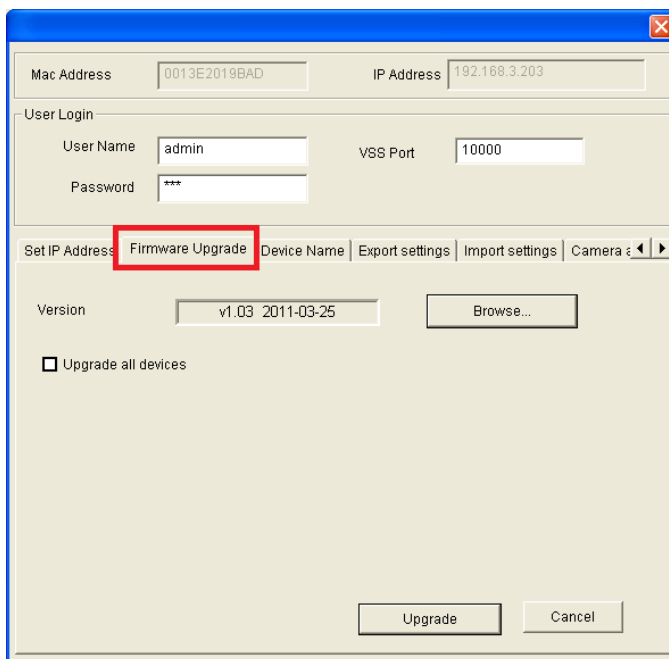 Mac Address 0013E2019BAD IP Address 192.168.3.203
User Login
User Name admin VSS Port 10000
Password ***
Set IP Address Firmware Upgrade Device Name Export settings Import settings Camera a
Version v1.03 2011-03-25 Browse...
Upgrade all devices
Upgrade Cancel